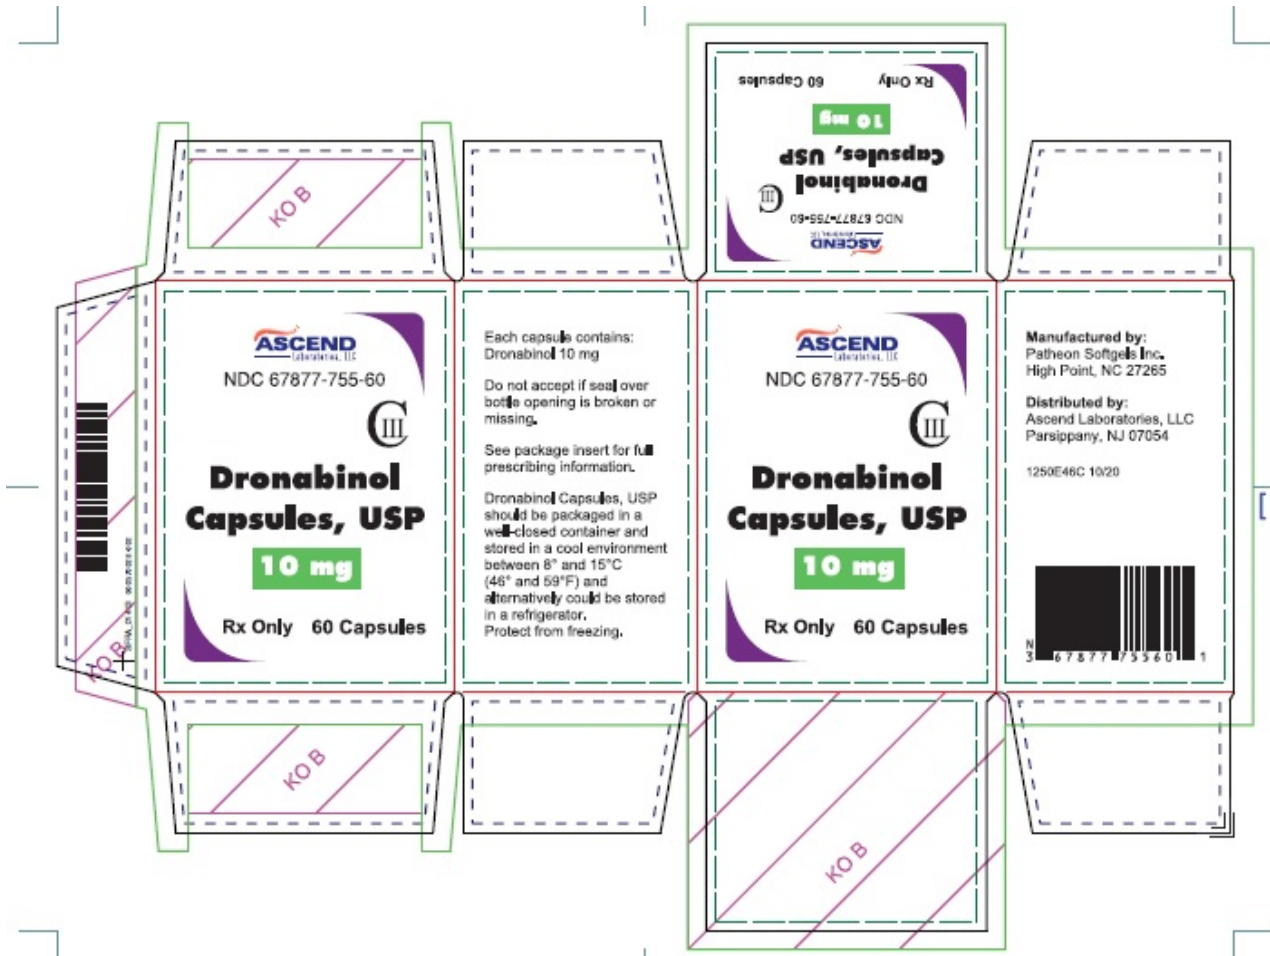 Rx Only 60 Capsules
10 mg
Dronabinol
Capsules, USP
CIII
NDC 67877-755-60
ASCEND
Laboratories, LLC
KO B
KO B
ASCEND
Laboratories, LLC
NDC 67877-755-60
CIII
Dronabinol
Capsules, USP
10 mg
Rx Only 60 Capsules
Each capsule contains:
Dronabinol 10 mg
Do not accept if seal over
bottle opening is broken or
missing.
See package insert for full
prescribing information.
Dronabinol Capsules, USP
should be packaged in a
well-closed container and
stored in a cool environment
between 8° and 15°C
(46° and 59°F) and
alternatively could be stored
in a refrigerator.
Protect from freezing.
ASCEND
Laboratories, LLC
NDC 67877-755-60
CIII
Dronabinol
Capsules, USP
10 mg
Rx Only 60 Capsules
Manufactured by:
Patheon Softgels Inc.
High Point, NC 27265
Distributed by:
Ascend Laboratories, LLC
Parsippany, NJ 07054
1250E46C 10/20
N
3 67877 75560 1
KO B
KO B